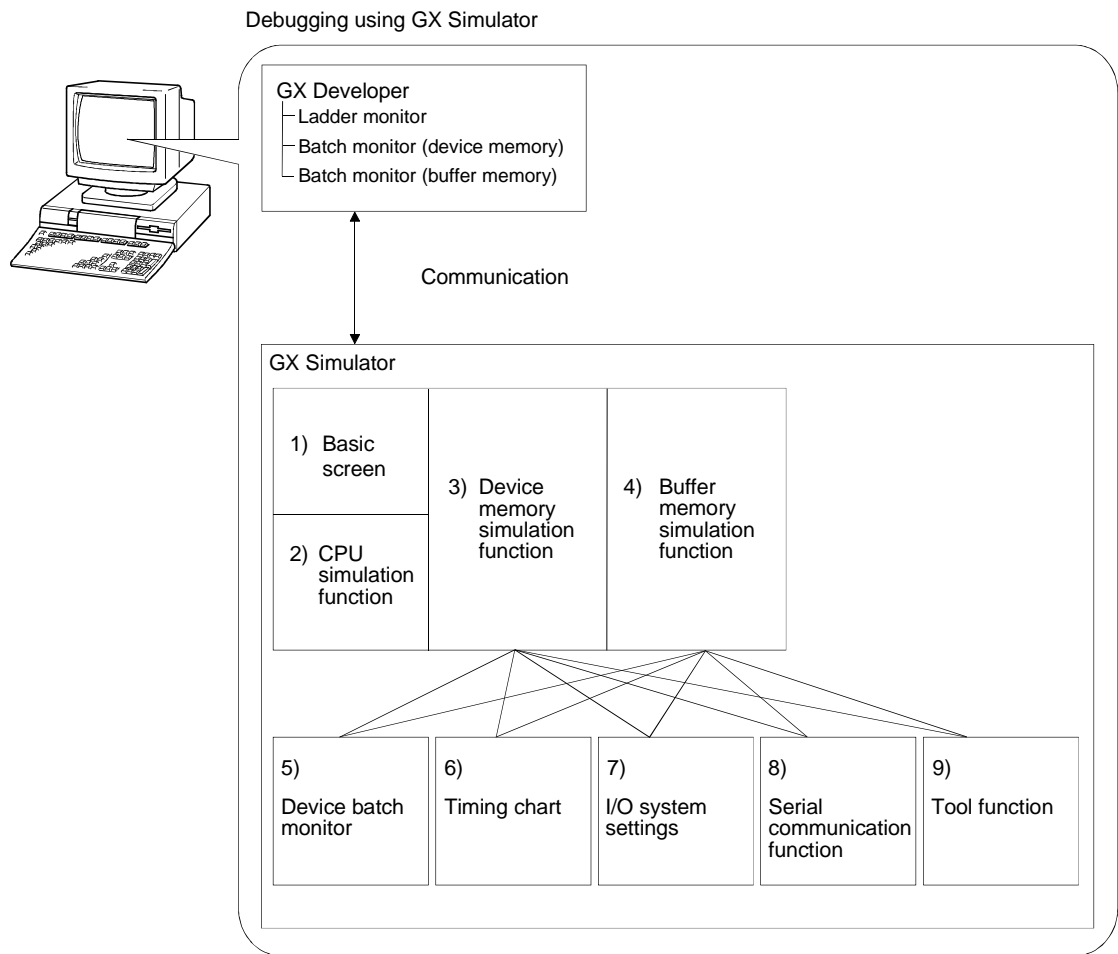 Debugging using GX Simulator
GX Developer
Ladder monitor
Batch monitor (device memory)
Batch monitor (buffer memory)
Communication
GX Simulator
1) Basic
screen
2) CPU
simulation
function
3) Device
memory
simulation
function
4) Buffer
memory
simulation
function
5)
Device batch
monitor
6)
Timing chart
7)
I/O system
settings
8)
Serial
communication
function
9)
Tool function